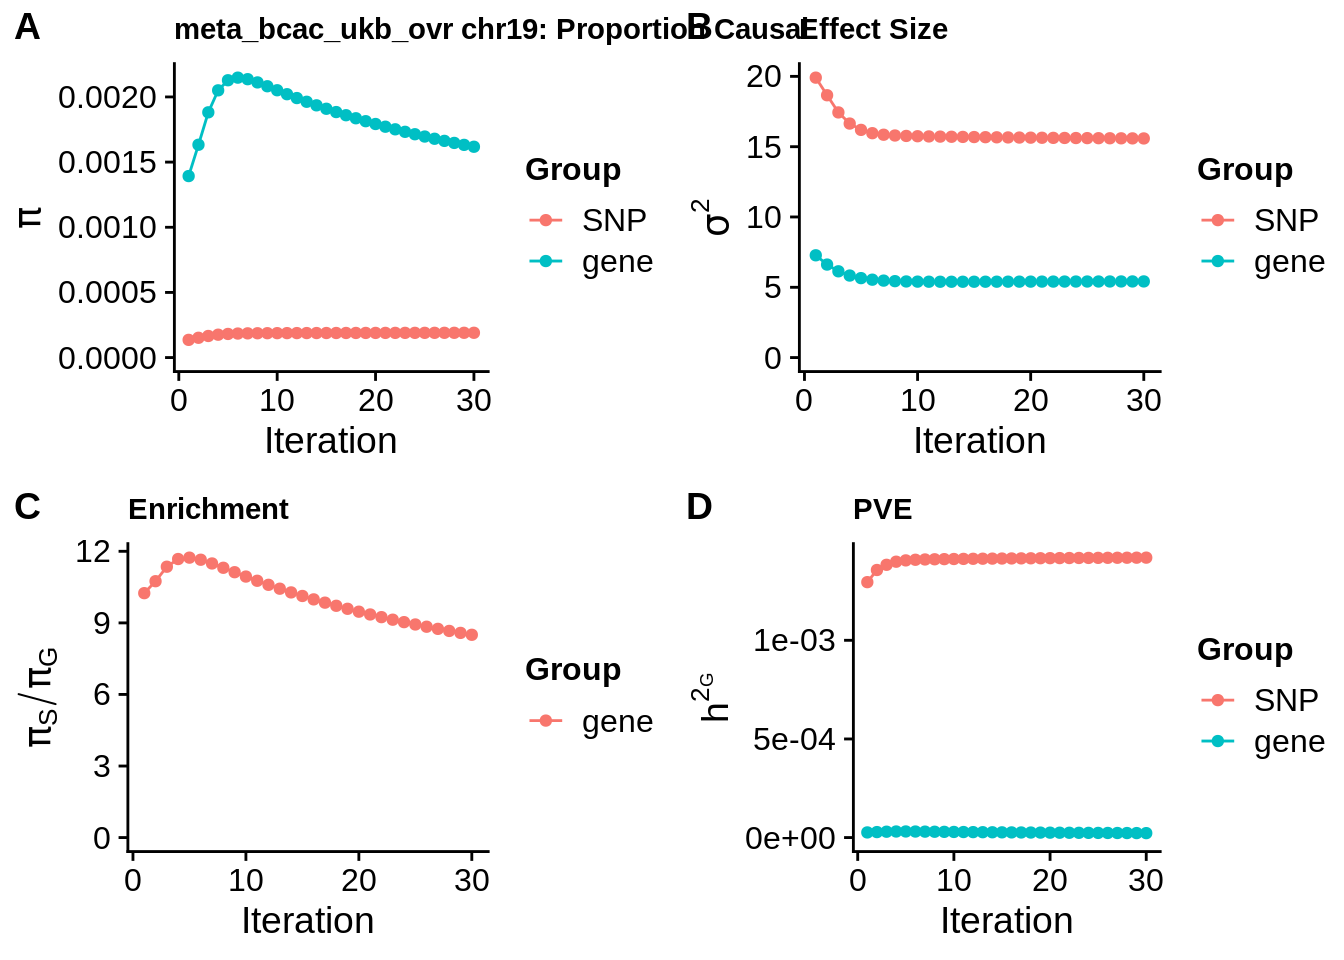 A
meta_bcac_ukb_ovr chr19: Proportion Causal
0.0020
0.0015
0.0010
0.0005
0.0000
π
0 10 20 30
Iteration
Group
SNP
gene
B
Effect Size
20
15
10
5
0
σ2
0 10 20 30
Iteration
Group
SNP
gene
C
Enrichment
12
9
6
3
0
πS/πG
0 10 20 30
Iteration
Group
gene
D
PVE
1e-03
5e-04
0e+00
h2G
0 10 20 30
Iteration
Group
SNP
gene